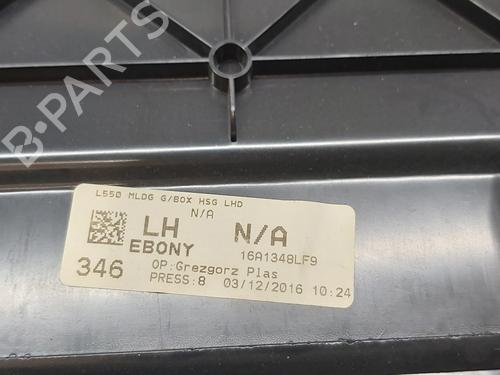 L550 MLDG G/BOX HSG LHD
N/A
LH N/A
EBONY 16A1348LF9
346 OP:Grezgorz Plas
PRESS:8 03/12/2016 10:24